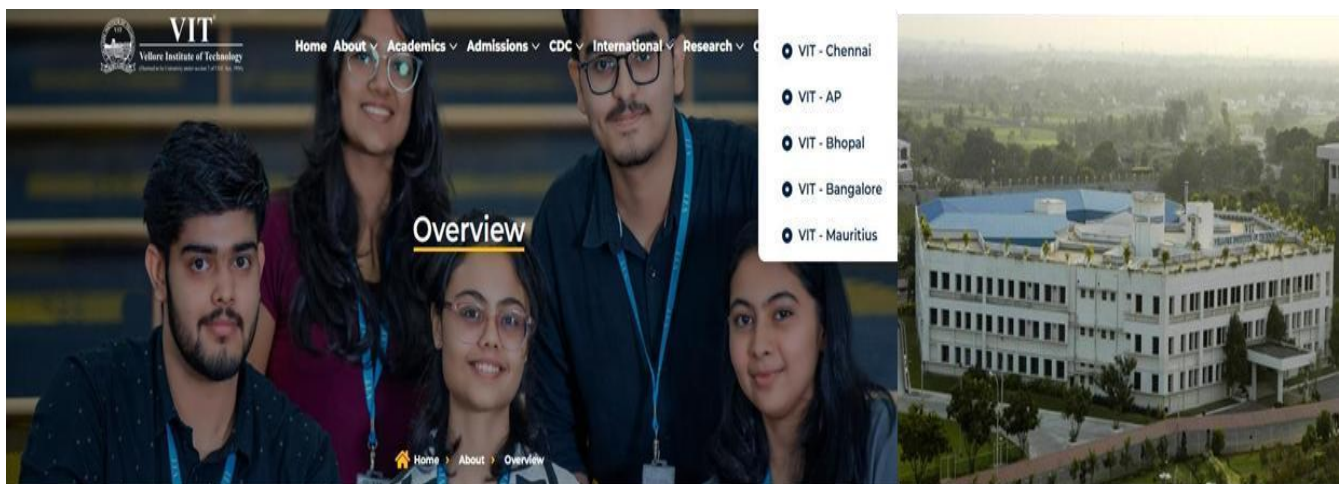 VIT
Vellore Institute of Technology
Home About Academics Admissions CDC International Research
VIT - Chennai
VIT - AP
VIT - Bhopal
VIT - Bangalore
VIT - Mauritius
Overview
Home › About › Overview